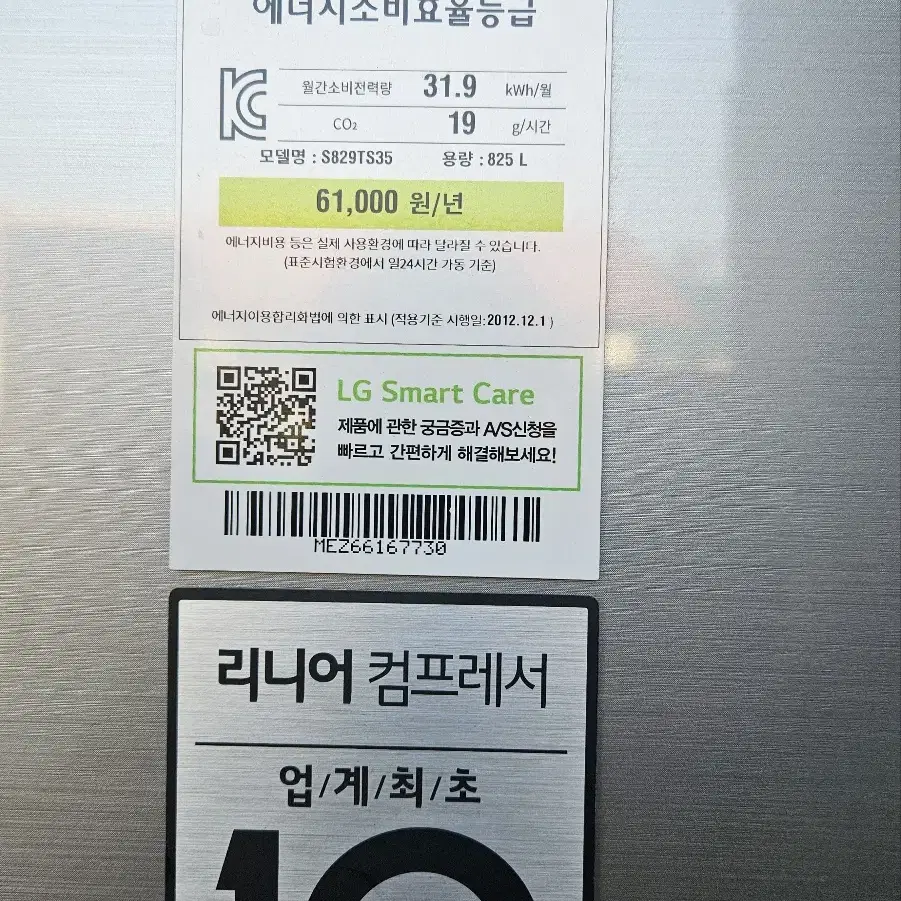 에너지소비효율등급
월간소비전력량 31.9 kWh/월
CO₂ 19 g/시간
모델명 : S829TS35 용량 : 825 L
61,000 원/년
에너지비용 등은 실제 사용환경에 따라 달라질 수 있습니다.
(표준시험환경에서 일24시간 가동 기준)
에너지이용합리화법에 의한 표시 (적용기준 시행일:2012.12.1 )
LG Smart Care
제품에 관한 궁금증과 A/S신청을
빠르고 간편하게 해결해보세요!
MEZ66167730
리니어 컴프레서
업/계/최/초
10